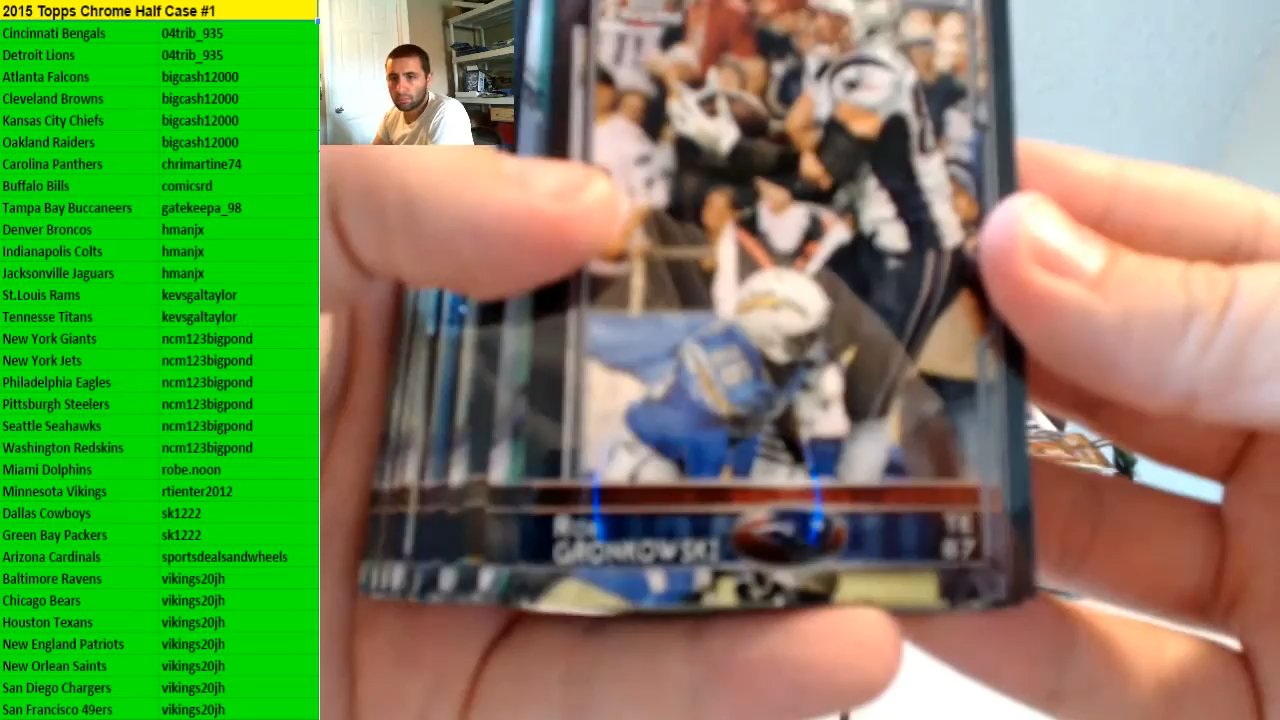 2015 Topps Chrome Half Case #1
Cincinnati Bengals 04trib_935
Detroit Lions 04trib_935
Atlanta Falcons bigcash12000
Cleveland Browns bigcash12000
Kansas City Chiefs bigcash12000
Oakland Raiders bigcash12000
Carolina Panthers chrimartine74
Buffalo Bills comicsrd
Tampa Bay Buccaneers gatekeepa_98
Denver Broncos hmanjx
Indianapolis Colts hmanjx
Jacksonville Jaguars hmanjx
St.Louis Rams kevsgaltaylor
Tennesse Titans kevsgaltaylor
New York Giants ncm123bigpond
New York Jets ncm123bigpond
Philadelphia Eagles ncm123bigpond
Pittsburgh Steelers ncm123bigpond
Seattle Seahawks ncm123bigpond
Washington Redskins ncm123bigpond
Miami Dolphins robe.noon
Minnesota Vikings rtienter2012
Dallas Cowboys sk1222
Green Bay Packers sk1222
Arizona Cardinals sportsdealsandwheels
Baltimore Ravens vikings20jh
Chicago Bears vikings20jh
Houston Texans vikings20jh
New England Patriots vikings20jh
New Orlean Saints vikings20jh
San Diego Chargers vikings20jh
San Francisco 49ers vikings20jh
ROB TE
GRONKOWSKI 87